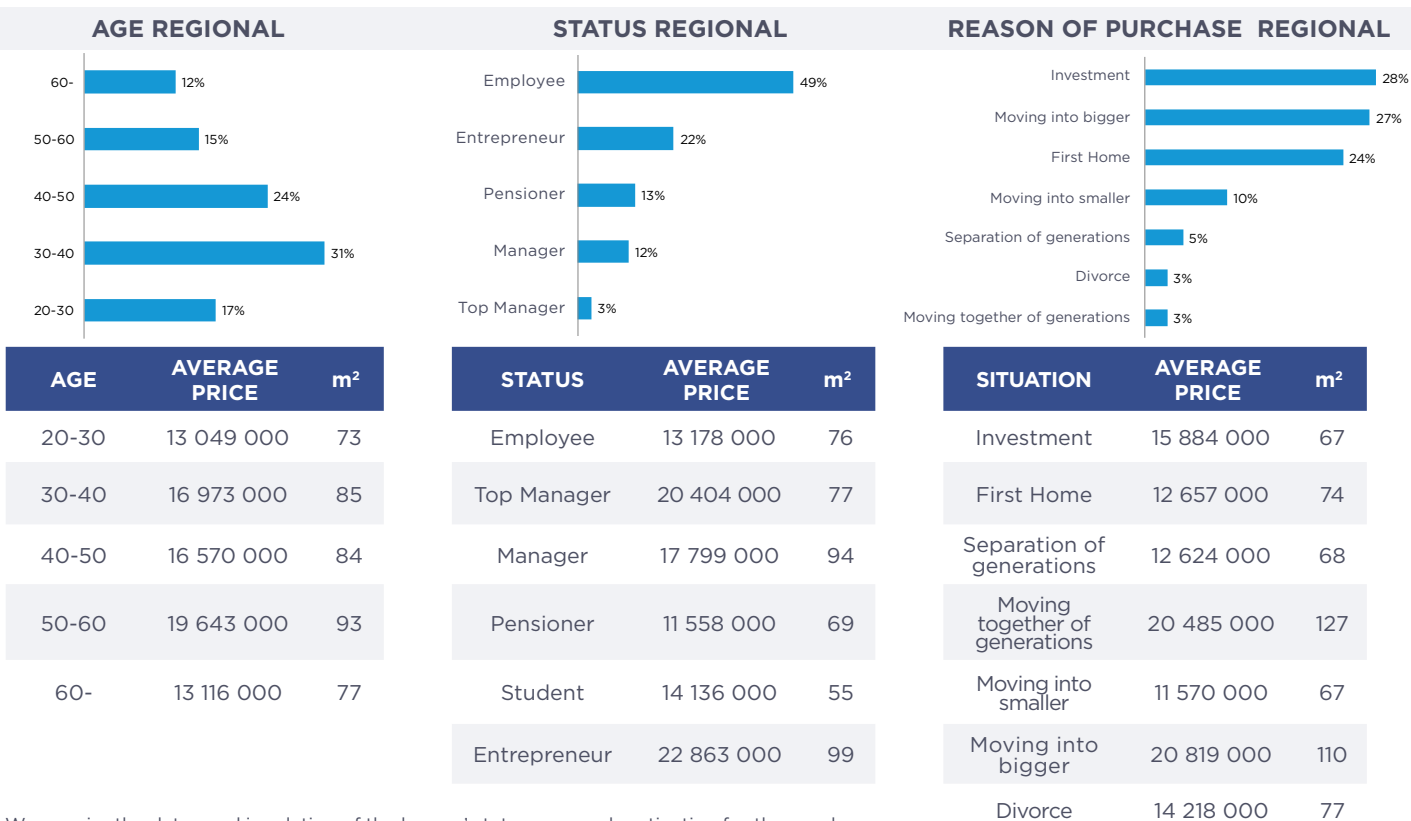 AGE REGIONAL
60- 12%
50-60 15%
40-50 24%
30-40 31%
20-30 17%
STATUS REGIONAL
Employee 49%
Entrepreneur 22%
Pensioner 13%
Manager 12%
Top Manager 3%
REASON OF PURCHASE REGIONAL
Investment 28%
Moving into bigger 27%
First Home 24%
Moving into smaller 10%
Separation of generations 5%
Divorce 3%
Moving together of generations 3%
AGE AVERAGE PRICE m²
20-30 13 049 000 73
30-40 16 973 000 85
40-50 16 570 000 84
50-60 19 643 000 93
60- 13 116 000 77
STATUS AVERAGE PRICE m²
Employee 13 178 000 76
Top Manager 20 404 000 77
Manager 17 799 000 94
Pensioner 11 558 000 69
Student 14 136 000 55
Entrepreneur 22 863 000 99
SITUATION AVERAGE PRICE m²
Investment 15 884 000 67
First Home 12 657 000 74
Separation of generations 12 624 000 68
Moving together of generations 20 485 000 127
Moving into smaller 11 570 000 67
Moving into bigger 20 819 000 110
Divorce 14 218 000 77